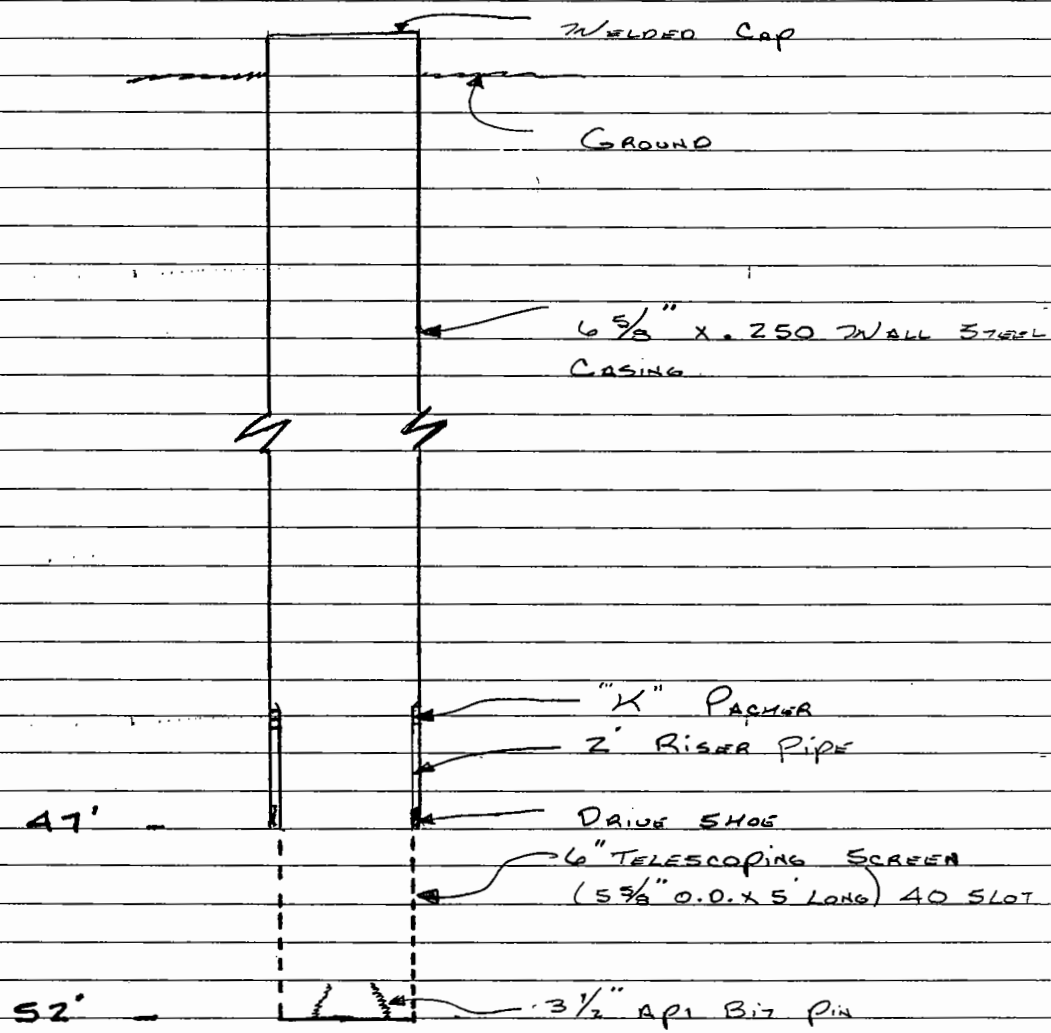 WELDED CAP
GROUND
6 5/8" X .250 WALL STEEL
CASING
"K" PACKER
2' RISER PIPE
47' -
DRIVE SHOE
6" TELESCOPING SCREEN
(5 5/8" O.D. X 5' LONG) 40 SLOT
52' -
3 1/2" API BIT PIN